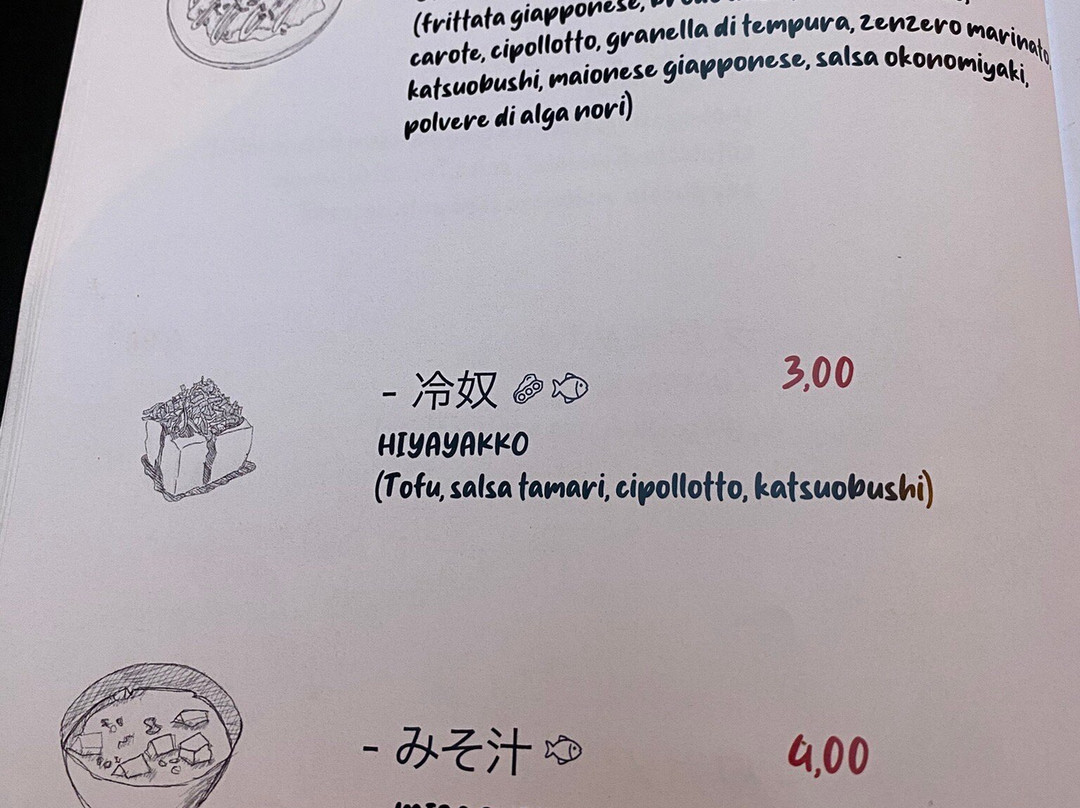 (frittata giapponese,
carote, cipollotto, granella di tempura, zenzero marinato,
katsuobushi, maionese giapponese, salsa okonomiyaki,
polvere di alga nori)
- 冷奴 3,00
HIYAYAKKO
(Tofu, salsa tamari, cipollotto, katsuobushi)
- みそ汁 4,00